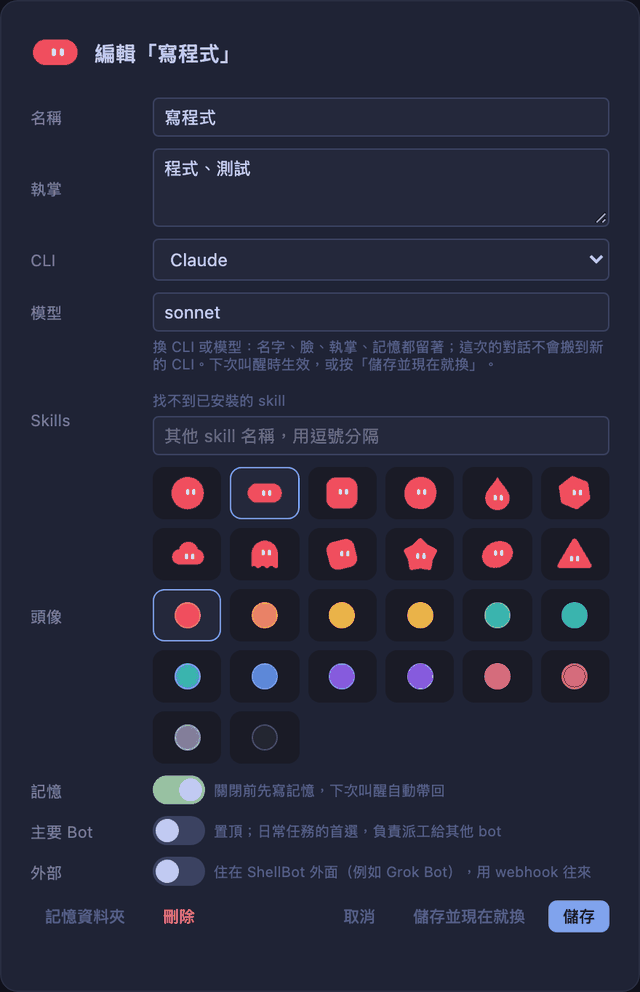 編輯「寫程式」
名稱
寫程式
執掌
程式、測試
CLI
Claude
模型
sonnet
換 CLI 或模型：名字、臉、執掌、記憶都留著；這次的對話不會搬到新
的 CLI。下次叫醒時生效，或按「儲存並現在就換」。
Skills
找不到已安裝的 skill
其他 skill 名稱，用逗號分隔
頭像
記憶
關閉前先寫記憶，下次叫醒自動帶回
主要 Bot
置頂；日常任務的首選，負責派工給其他 bot
外部
住在 ShellBot 外面（例如 Grok Bot），用 webhook 往來
記憶資料夾
刪除
取消
儲存並現在就換
儲存